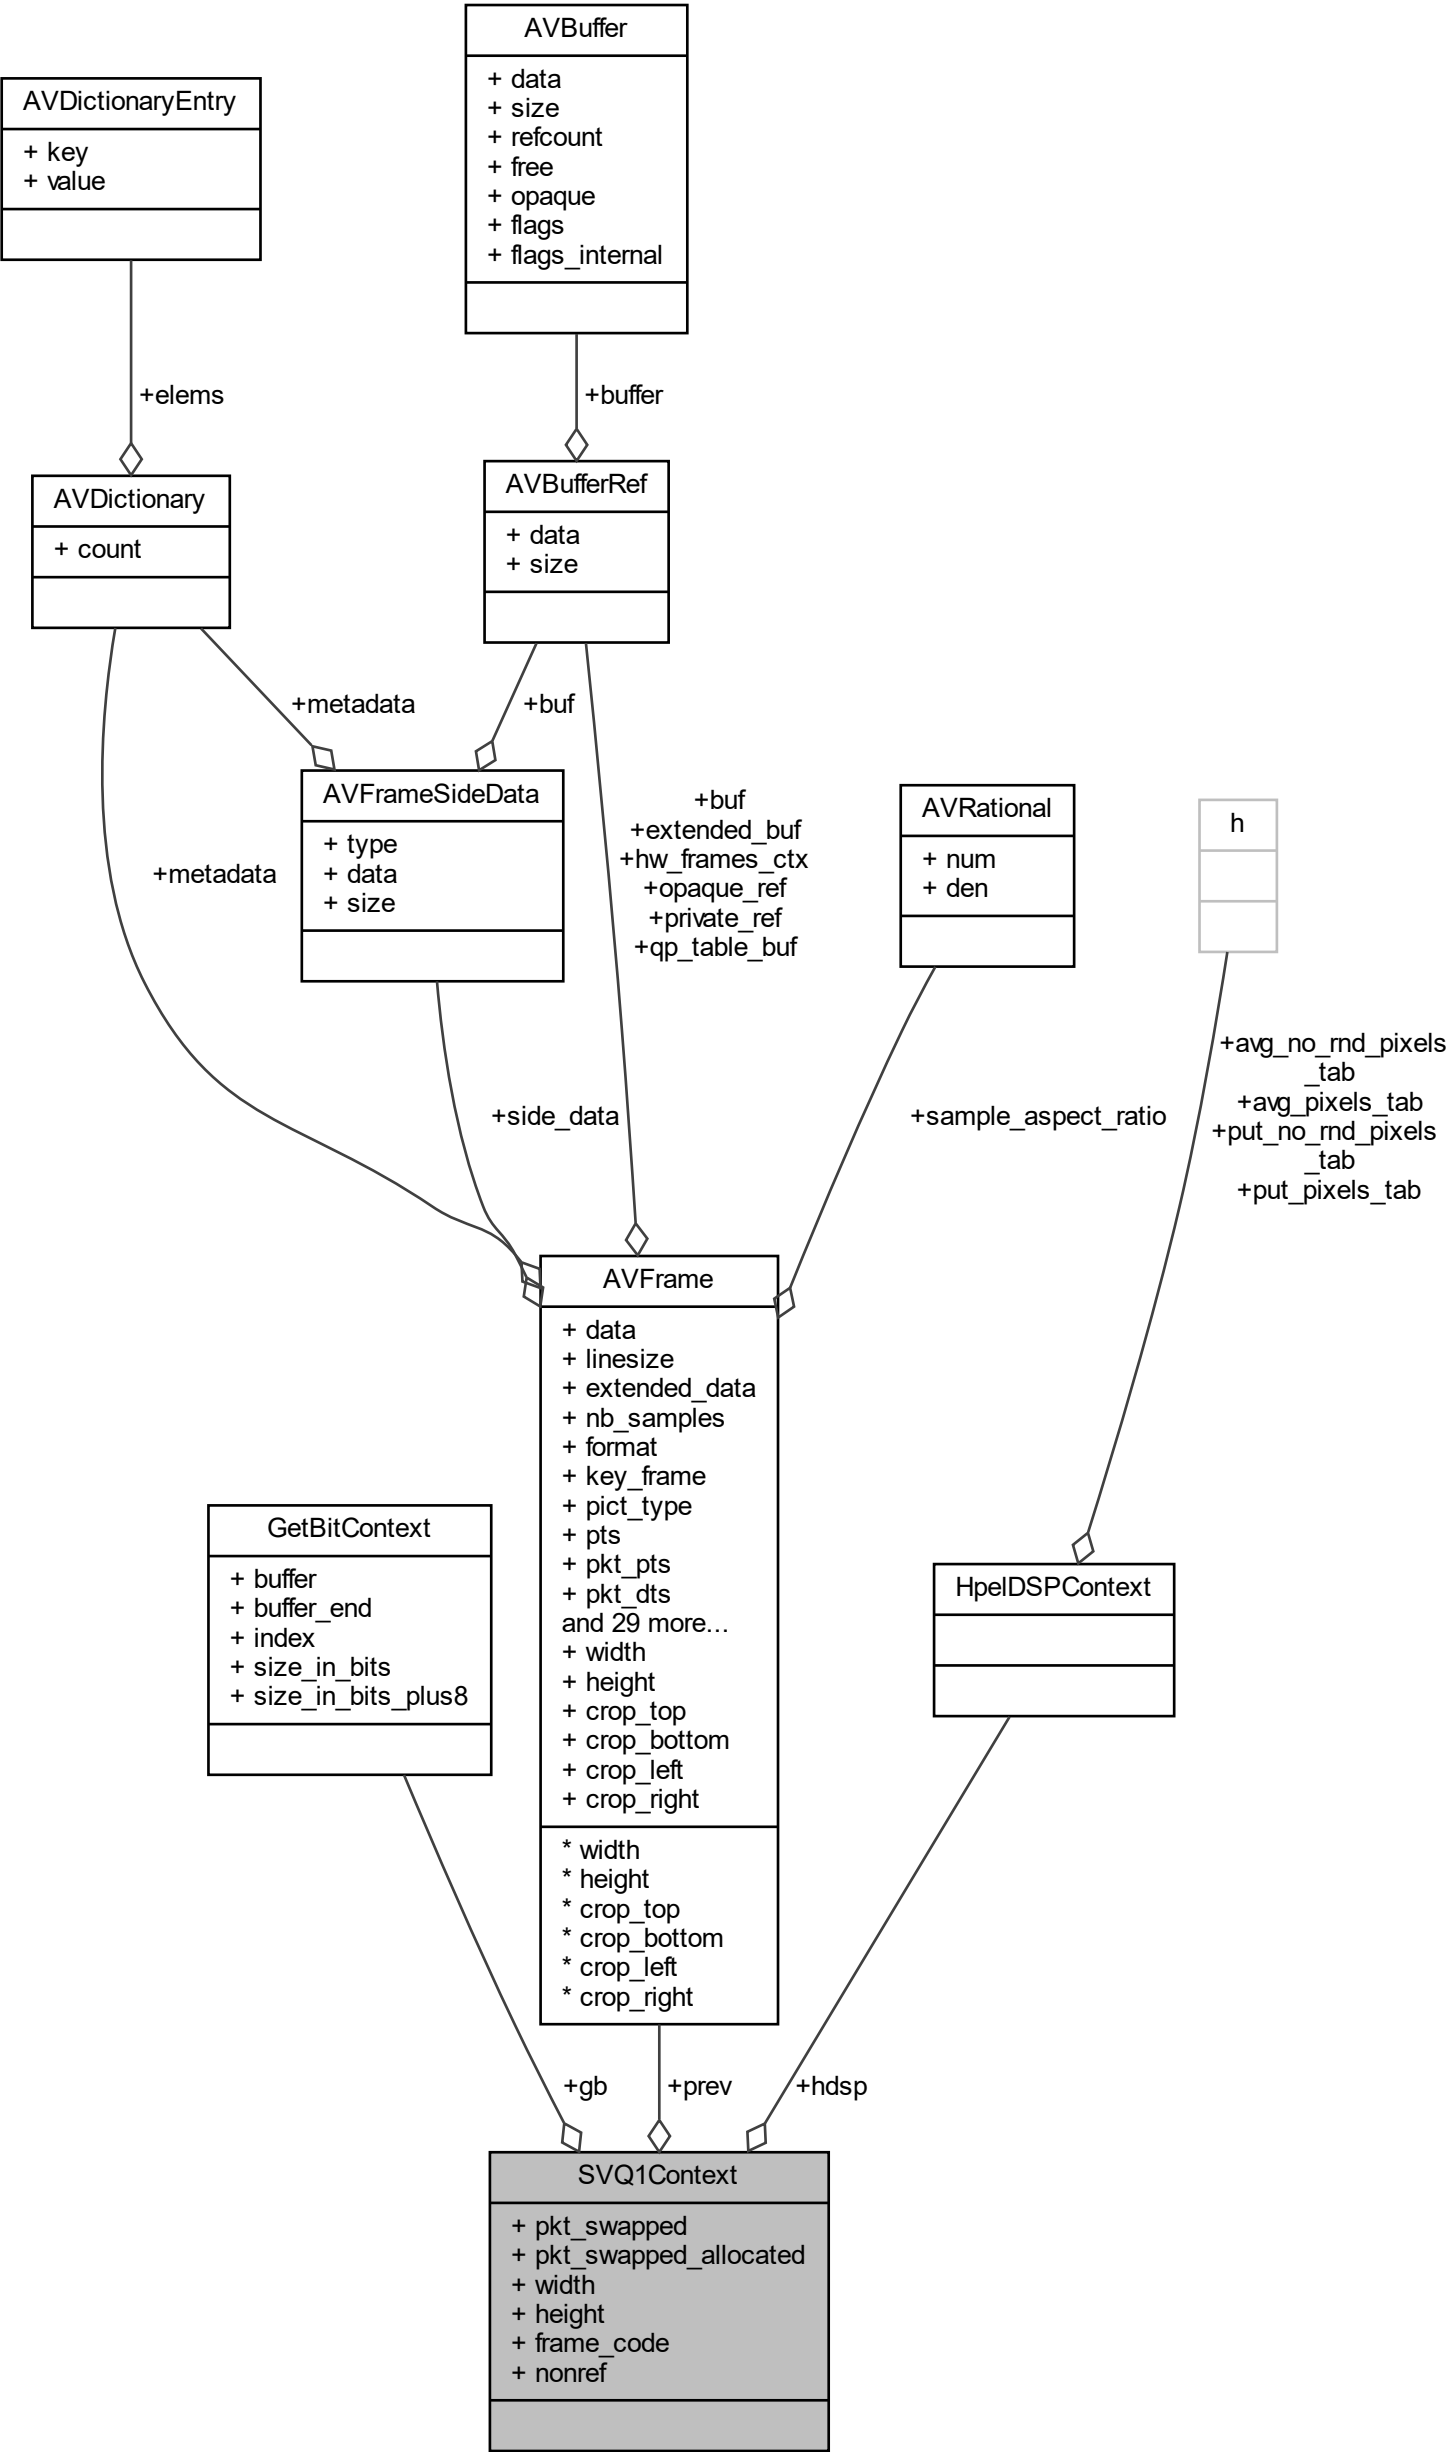 AVBuffer
+ data
+ size
+ refcount
+ free
+ opaque
+ flags
+ flags_internal
AVDictionaryEntry
+ key
+ value
+elems
+buffer
AVDictionary
+ count
AVBufferRef
+ data
+ size
+metadata
+buf
AVFrameSideData
+ type
+ data
+ size
+metadata
+buf
+extended_buf
+hw_frames_ctx
+opaque_ref
+private_ref
+qp_table_buf
AVRational
+ num
+ den
h
+side_data
+sample_aspect_ratio
+avg_no_rnd_pixels
_tab
+avg_pixels_tab
+put_no_rnd_pixels
_tab
+put_pixels_tab
AVFrame
+ data
+ linesize
+ extended_data
+ nb_samples
+ format
+ key_frame
+ pict_type
+ pts
+ pkt_pts
+ pkt_dts
and 29 more...
+ width
+ height
+ crop_top
+ crop_bottom
+ crop_left
+ crop_right
* width
* height
* crop_top
* crop_bottom
* crop_left
* crop_right
GetBitContext
+ buffer
+ buffer_end
+ index
+ size_in_bits
+ size_in_bits_plus8
HpelDSPContext
+gb
+prev
+hdsp
SVQ1Context
+ pkt_swapped
+ pkt_swapped_allocated
+ width
+ height
+ frame_code
+ nonref